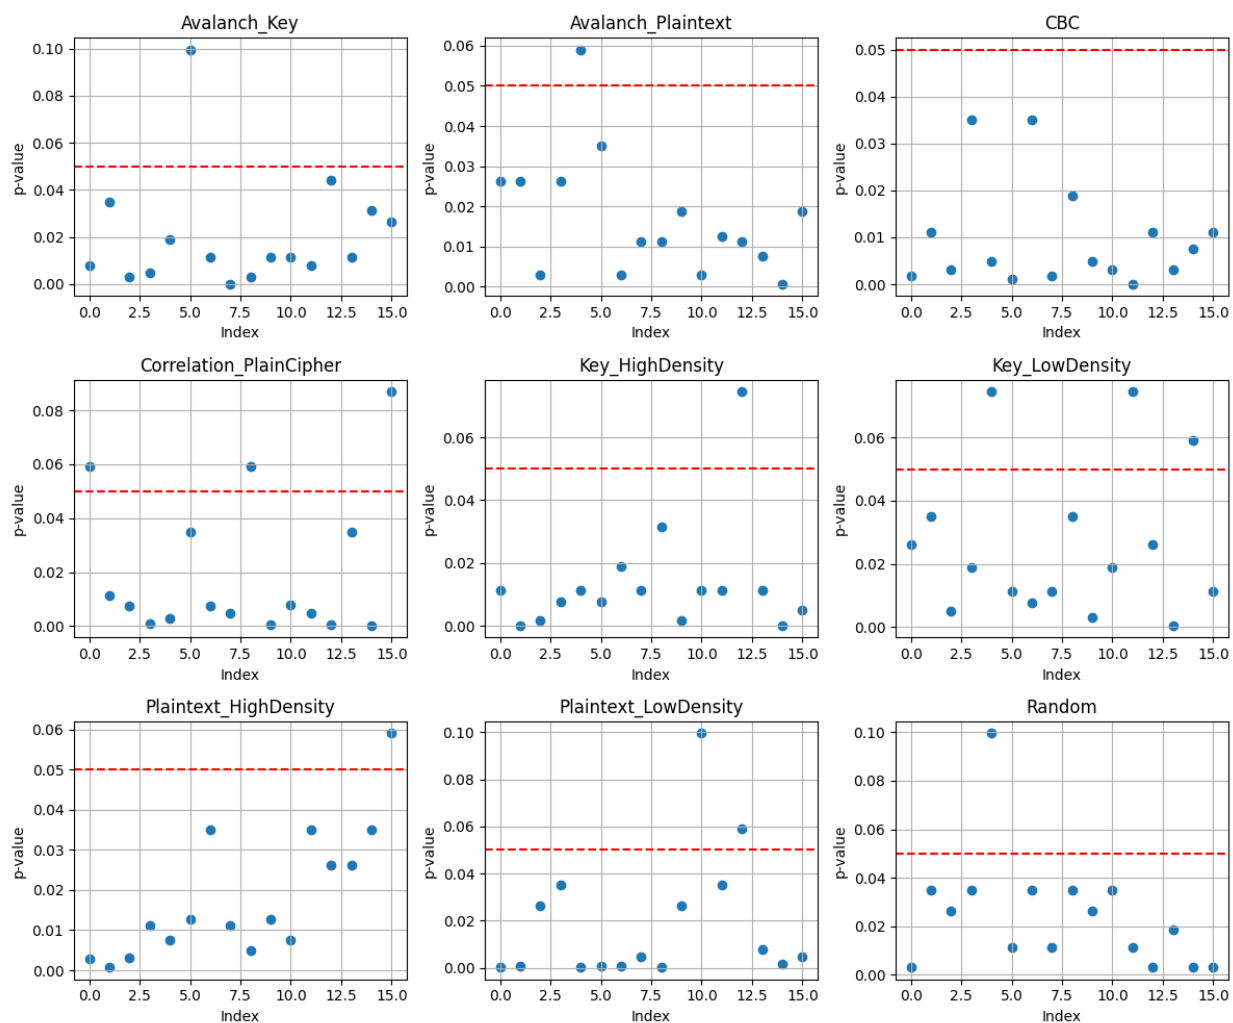 Avalanch_Key
0.10
0.08
0.06
0.04
0.02
0.00
p-value
0.0 2.5 5.0 7.5 10.0 12.5 15.0
Index
Avalanch_Plaintext
0.06
0.05
0.04
0.03
0.02
0.01
0.00
p-value
0.0 2.5 5.0 7.5 10.0 12.5 15.0
Index
CBC
0.05
0.04
0.03
0.02
0.01
0.00
p-value
0.0 2.5 5.0 7.5 10.0 12.5 15.0
Index
Correlation_PlainCipher
0.08
0.06
0.04
0.02
0.00
p-value
0.0 2.5 5.0 7.5 10.0 12.5 15.0
Index
Key_HighDensity
0.06
0.04
0.02
0.00
p-value
0.0 2.5 5.0 7.5 10.0 12.5 15.0
Index
Key_LowDensity
0.06
0.04
0.02
0.00
p-value
0.0 2.5 5.0 7.5 10.0 12.5 15.0
Index
Plaintext_HighDensity
0.06
0.05
0.04
0.03
0.02
0.01
0.00
p-value
0.0 2.5 5.0 7.5 10.0 12.5 15.0
Index
Plaintext_LowDensity
0.10
0.08
0.06
0.04
0.02
0.00
p-value
0.0 2.5 5.0 7.5 10.0 12.5 15.0
Index
Random
0.10
0.08
0.06
0.04
0.02
0.00
p-value
0.0 2.5 5.0 7.5 10.0 12.5 15.0
Index